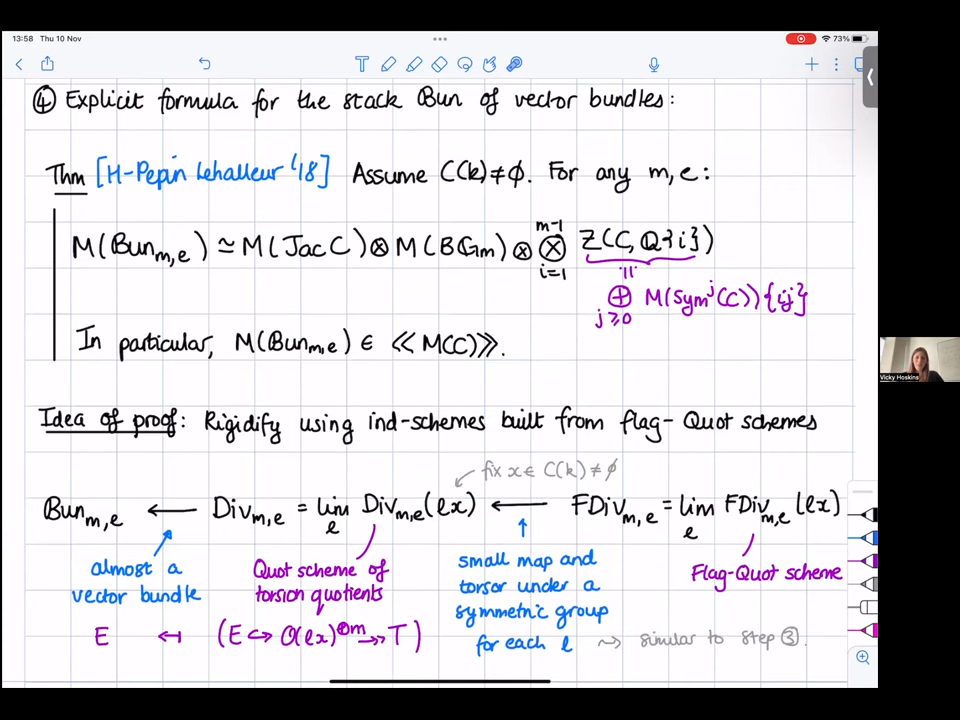 13:58 Thu 10 Nov
73%
④ Explicit formula for the stack Bun of vector bundles:
Thm [H-Pepin Lehalleur '18] Assume C(k)≠∅. For any m,e:
M(Bun_{m,e}) ≃ M(Jac C) ⊗ M(BG_m) ⊗ ⊗_{i=1}^{m-1} Z(C, Q{i})
|| ⊕_{j≥0} M(Sym^j(C)){ij}
In particular, M(Bun_{m,e}) ∈ ≪M(C)≫.
Idea of proof: Rigidify using ind-schemes built from flag-Quot schemes
fix x ∈ C(k) ≠ ∅
Bun_{m,e} ← Div_{m,e} = lim_l Div_{m,e}(lx) ← FDiv_{m,e} = lim_l FDiv_{m,e}(lx)
almost a vector bundle
Quot scheme of torsion quotients
small map and torsor under a symmetric group for each l
Flag-Quot scheme
E ↤ (E ↪ O(lx)^{⊕m} ↠ T)
⇝ similar to step ③.
Vicky Hoskins